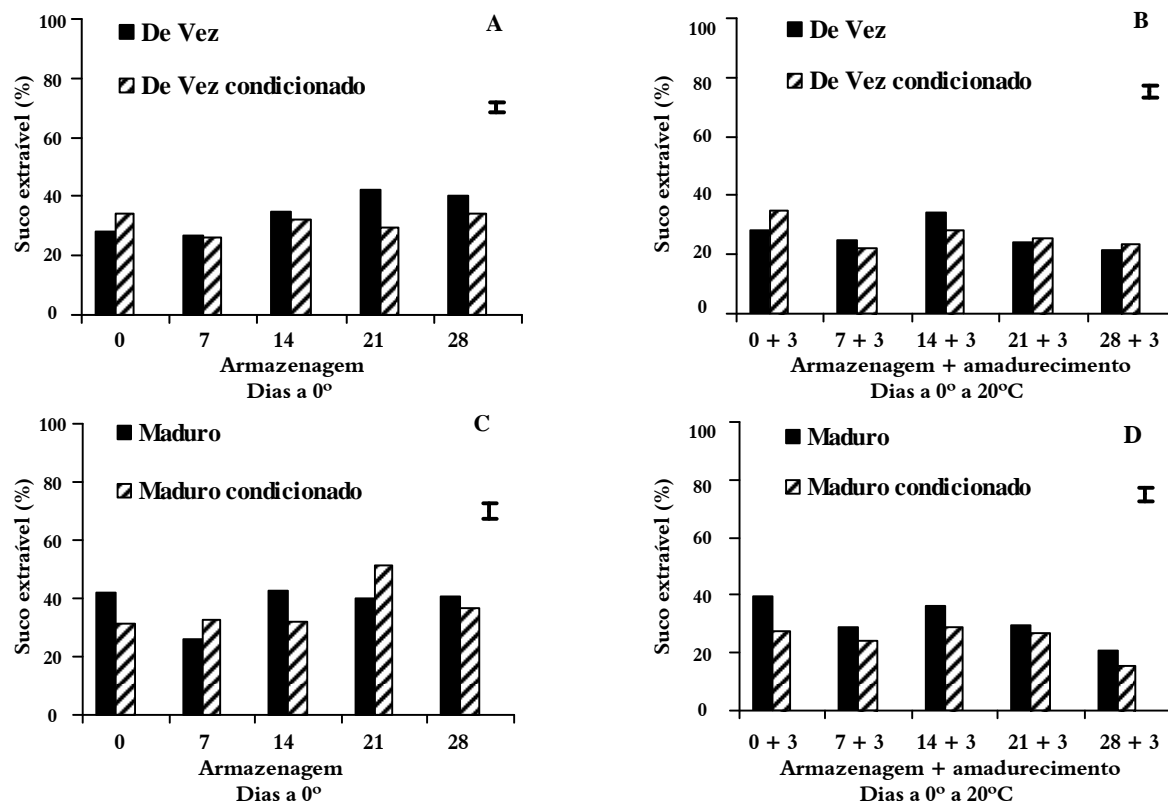 A
De Vez
De Vez condicionado
Suco extraível (%)
100
80
60
40
20
0
0 7 14 21 28
Armazenagem
Dias a 0º
B
De Vez
De Vez condicionado
Suco extraível (%)
100
80
60
40
20
0
0 + 3 7 + 3 14 + 3 21 + 3 28 + 3
Armazenagem + amadurecimento
Dias a 0º a 20ºC
C
Maduro
Maduro condicionado
Suco extraível (%)
100
80
60
40
20
0
0 7 14 21 28
Armazenagem
Dias a 0º
D
Maduro
Maduro condicionado
Suco extraível (%)
100
80
60
40
20
0
0 + 3 7 + 3 14 + 3 21 + 3 28 + 3
Armazenagem + amadurecimento
Dias a 0º a 20ºC